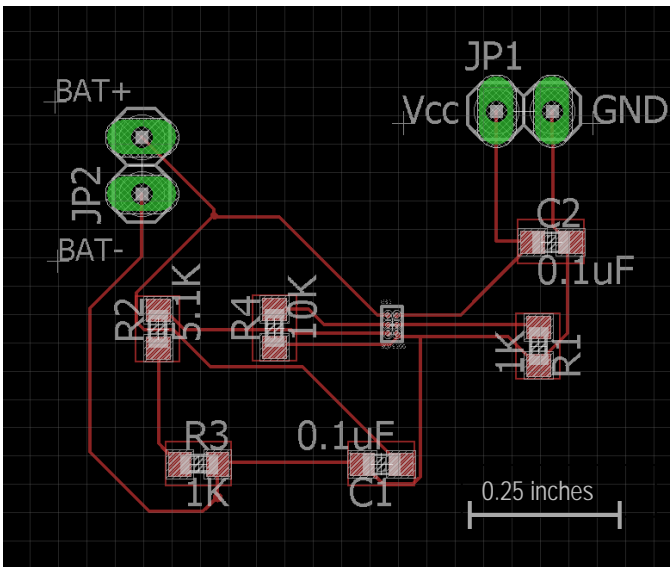 JP1
BAT+
Vcc
GND
JP2
C2
BAT-
0.1uF
R2
5.1K
R4
10K
1K
R1
R3
0.1uF
1K
C1
0.25 inches